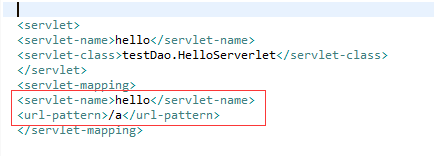 <servlet>
<servlet-name>hello</servlet-name>
<servlet-class>testDao.HelloServerlet</servlet-class>
</servlet>
<servlet-mapping>
<servlet-name>hello</servlet-name>
<url-pattern>/a</url-pattern>
</servlet-mapping>